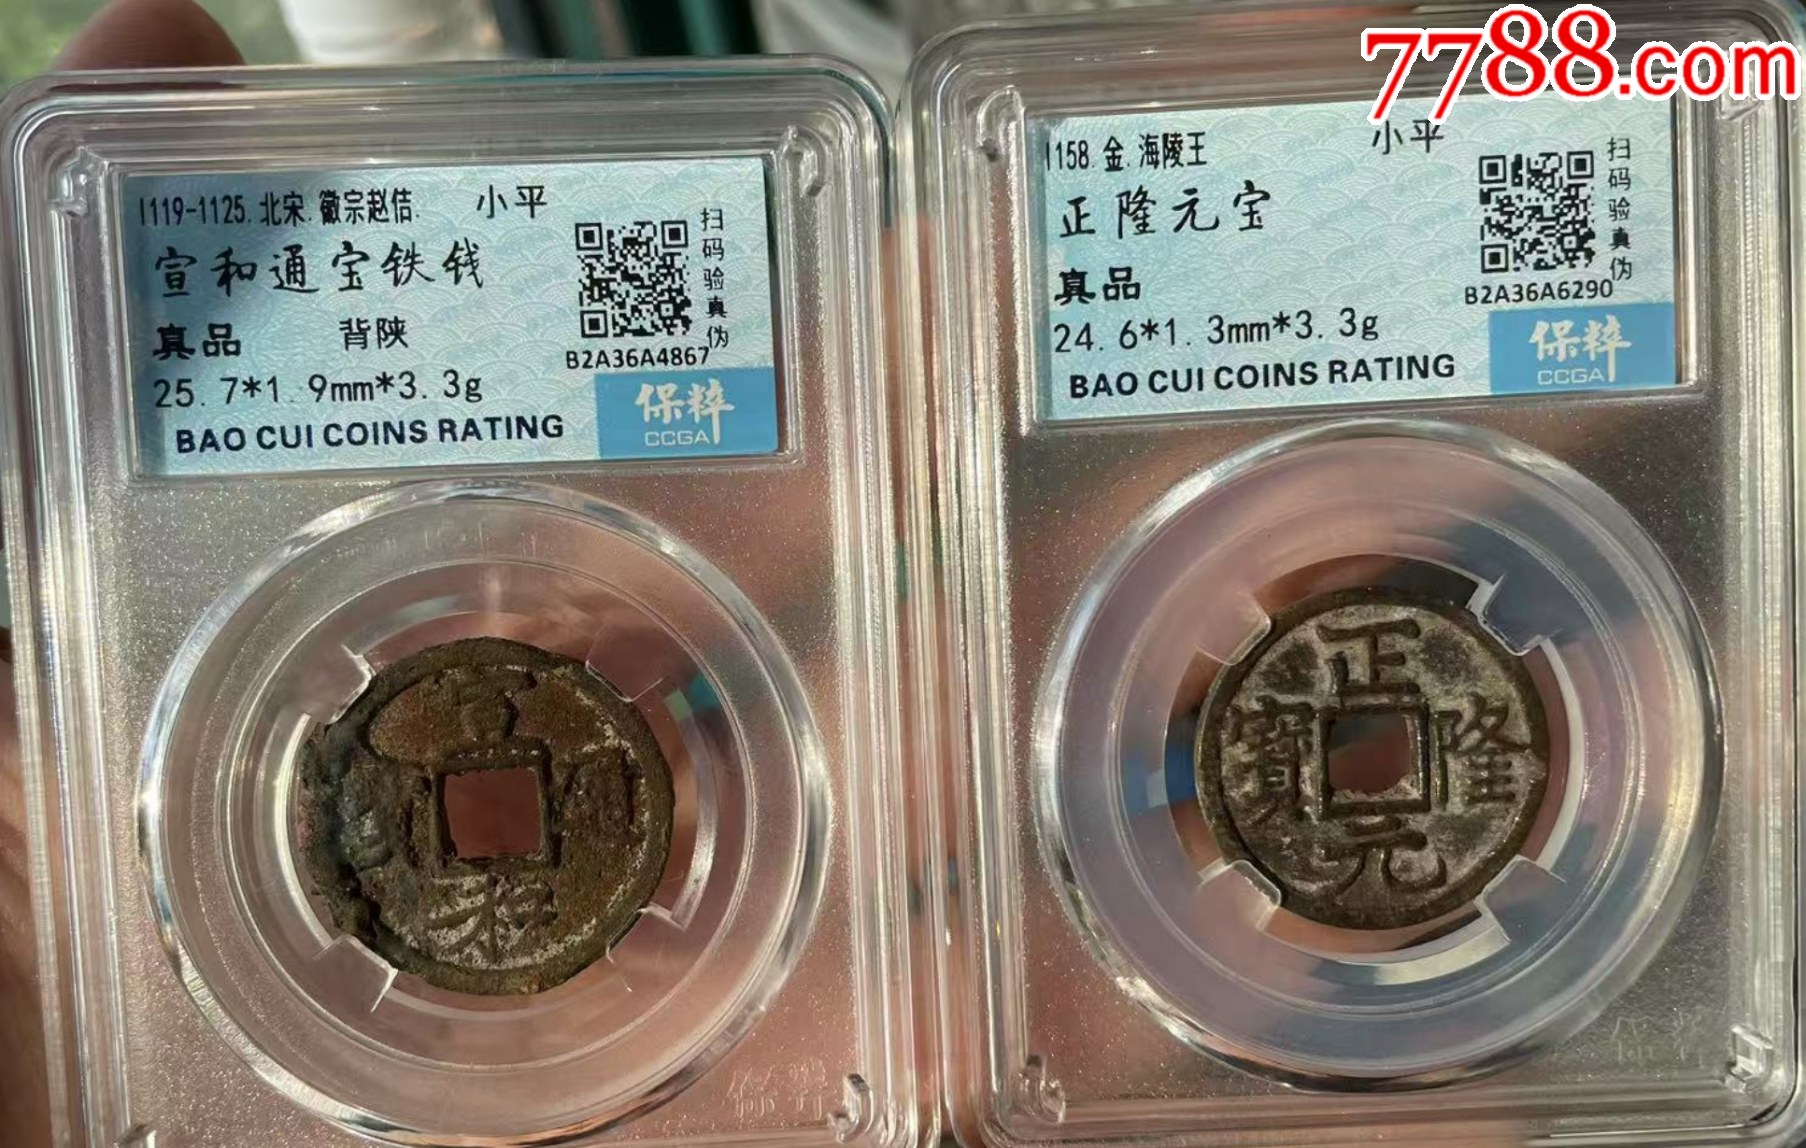 7788.com
1119-1125.北宋.徽宗赵佶. 小平
宣和通宝铁钱
真品 背陕
25.7*1.9mm*3.3g
BAO CUI COINS RATING
扫码验真伪
B2A36A4867
保粹
CCGA
宣
和
1158.金.海陵王 小平
正隆元宝
真品
24.6*1.3mm*3.3g
BAO CUI COINS RATING
扫码验真伪
B2A36A6290
保粹
CCGA
正
隆
元
寳